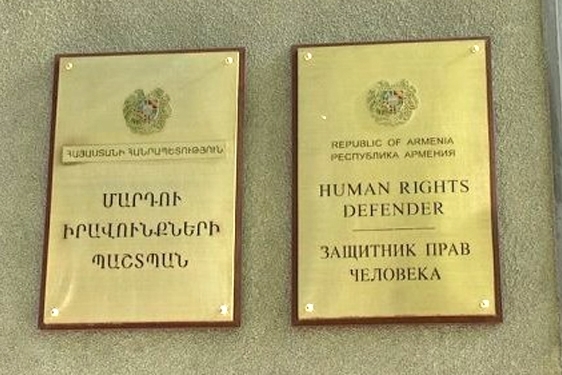 ՀԱՅԱՍՏԱՆԻ ՀԱՆՐԱՊԵՏՈՒԹՅՈՒՆ
ՄԱՐԴՈՒ
ԻՐԱՎՈՒՆՔՆԵՐԻ
ՊԱՇՏՊԱՆ
REPUBLIC OF ARMENIA
РЕСПУБЛИКА АРМЕНИЯ
HUMAN RIGHTS
DEFENDER
ЗАЩИТНИК ПРАВ
ЧЕЛОВЕКА